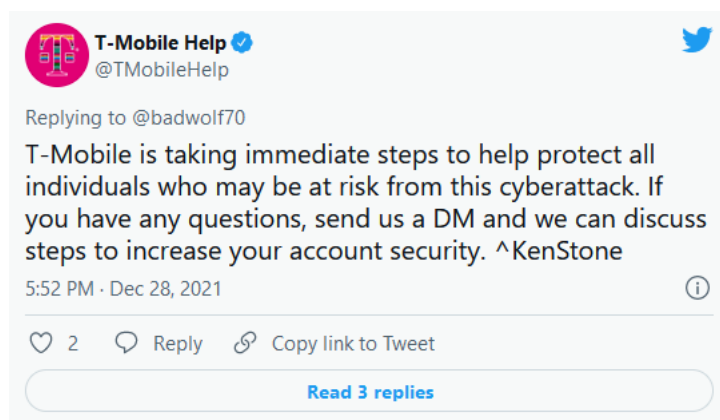 T-Mobile Help
@TMobileHelp
Replying to @badwolf70
T-Mobile is taking immediate steps to help protect all
individuals who may be at risk from this cyberattack. If
you have any questions, send us a DM and we can discuss
steps to increase your account security. ^KenStone
5:52 PM · Dec 28, 2021
2 Reply Copy link to Tweet
Read 3 replies